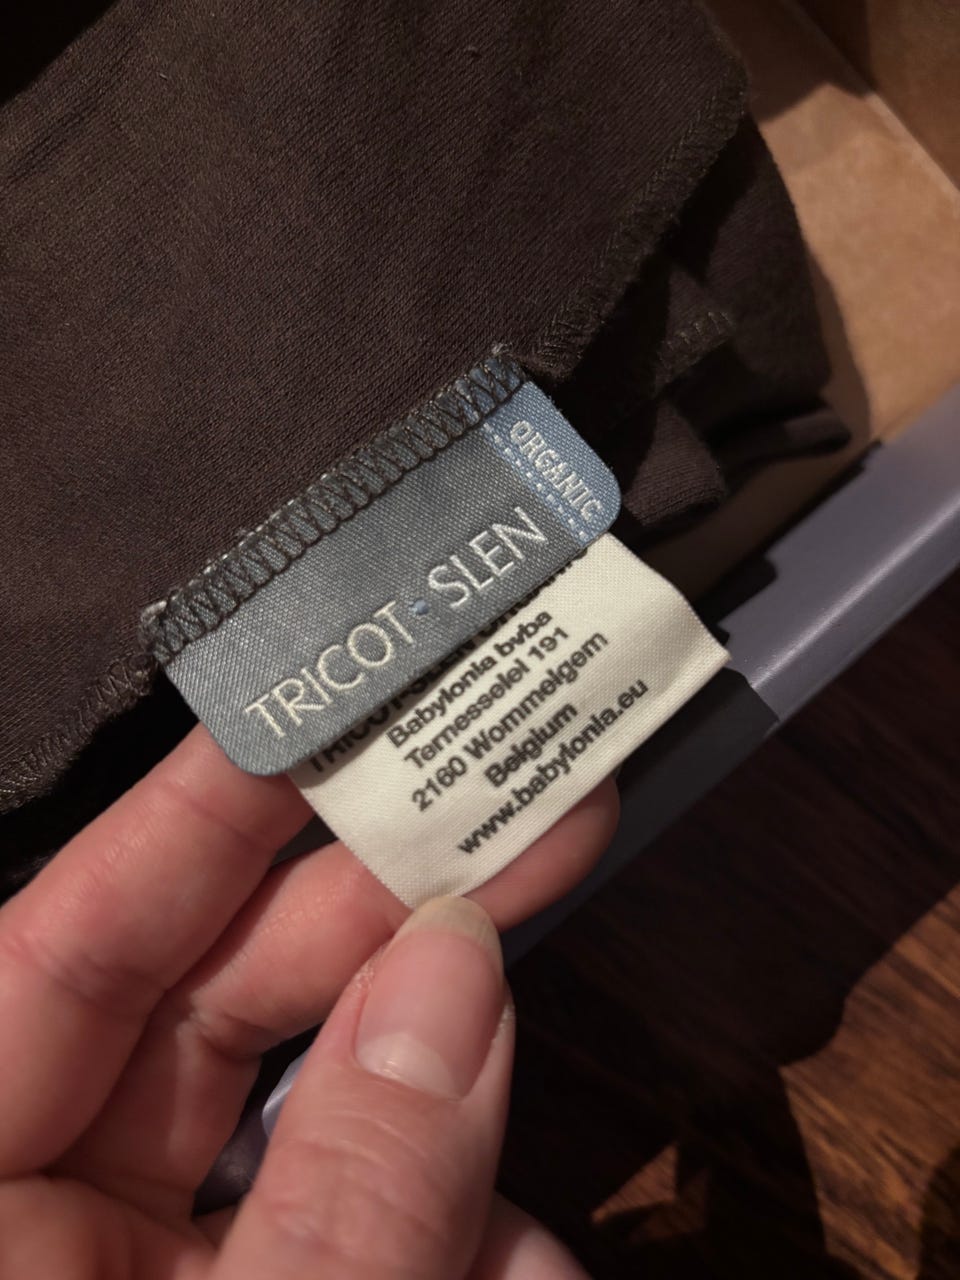 ORGANIC
TRICOT • SLEN
Babylonia bvba
Ternesselei 191
2160 Wommelgem
Belgium
www.babylonia.eu